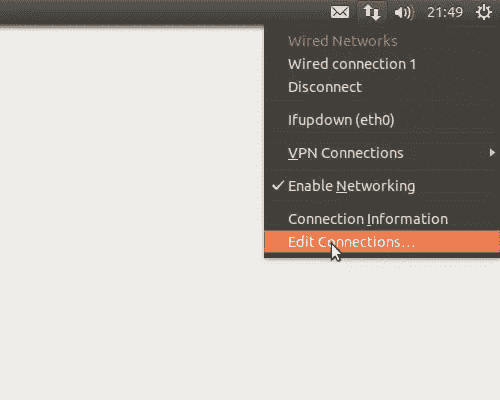 21:49
Wired Networks
Wired connection 1
Disconnect
Ifupdown (eth0)
VPN Connections
Enable Networking
Connection Information
Edit Connections...